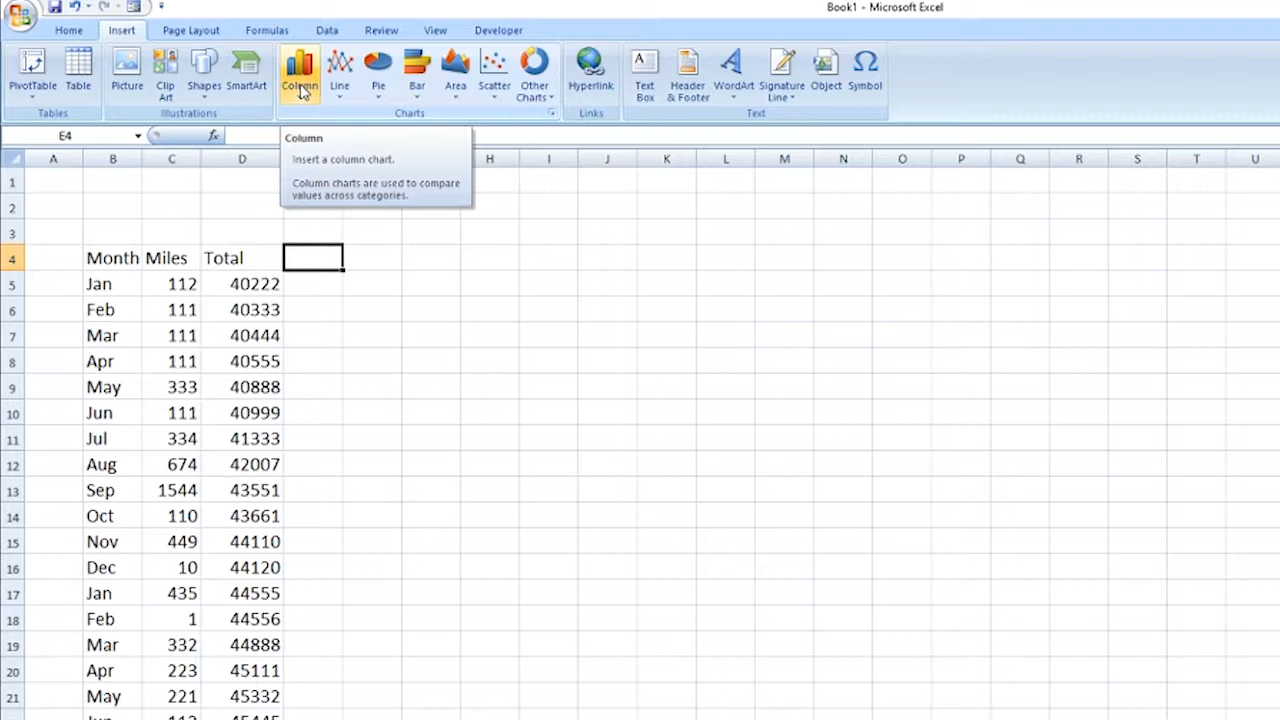 Book1 - Microsoft Excel
Home Insert Page Layout Formulas Data Review View Developer
PivotTable Table Picture Clip Art Shapes SmartArt Column Line Pie Bar Area Scatter Other Charts Hyperlink Text Box Header & Footer WordArt Signature Line Object Symbol
Tables Illustrations Charts Links Text
E4 fx
Column
Insert a column chart.
Column charts are used to compare
values across categories.
A B C D H I J K L M N O P Q R S T U
1
2
3
4 Month Miles Total
5 Jan 112 40222
6 Feb 111 40333
7 Mar 111 40444
8 Apr 111 40555
9 May 333 40888
10 Jun 111 40999
11 Jul 334 41333
12 Aug 674 42007
13 Sep 1544 43551
14 Oct 110 43661
15 Nov 449 44110
16 Dec 10 44120
17 Jan 435 44555
18 Feb 1 44556
19 Mar 332 44888
20 Apr 223 45111
21 May 221 45332